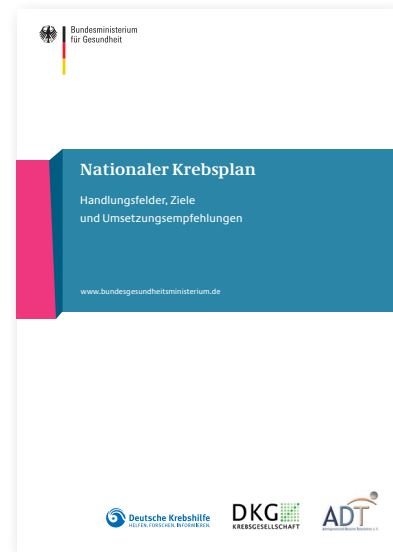 Bundesministerium
für Gesundheit
Nationaler Krebsplan
Handlungsfelder, Ziele
und Umsetzungsempfehlungen
www.bundesgesundheitsministerium.de
Deutsche Krebshilfe
HELFEN. FORSCHEN. INFORMIEREN.
DKG
KREBSGESELLSCHAFT
ADT